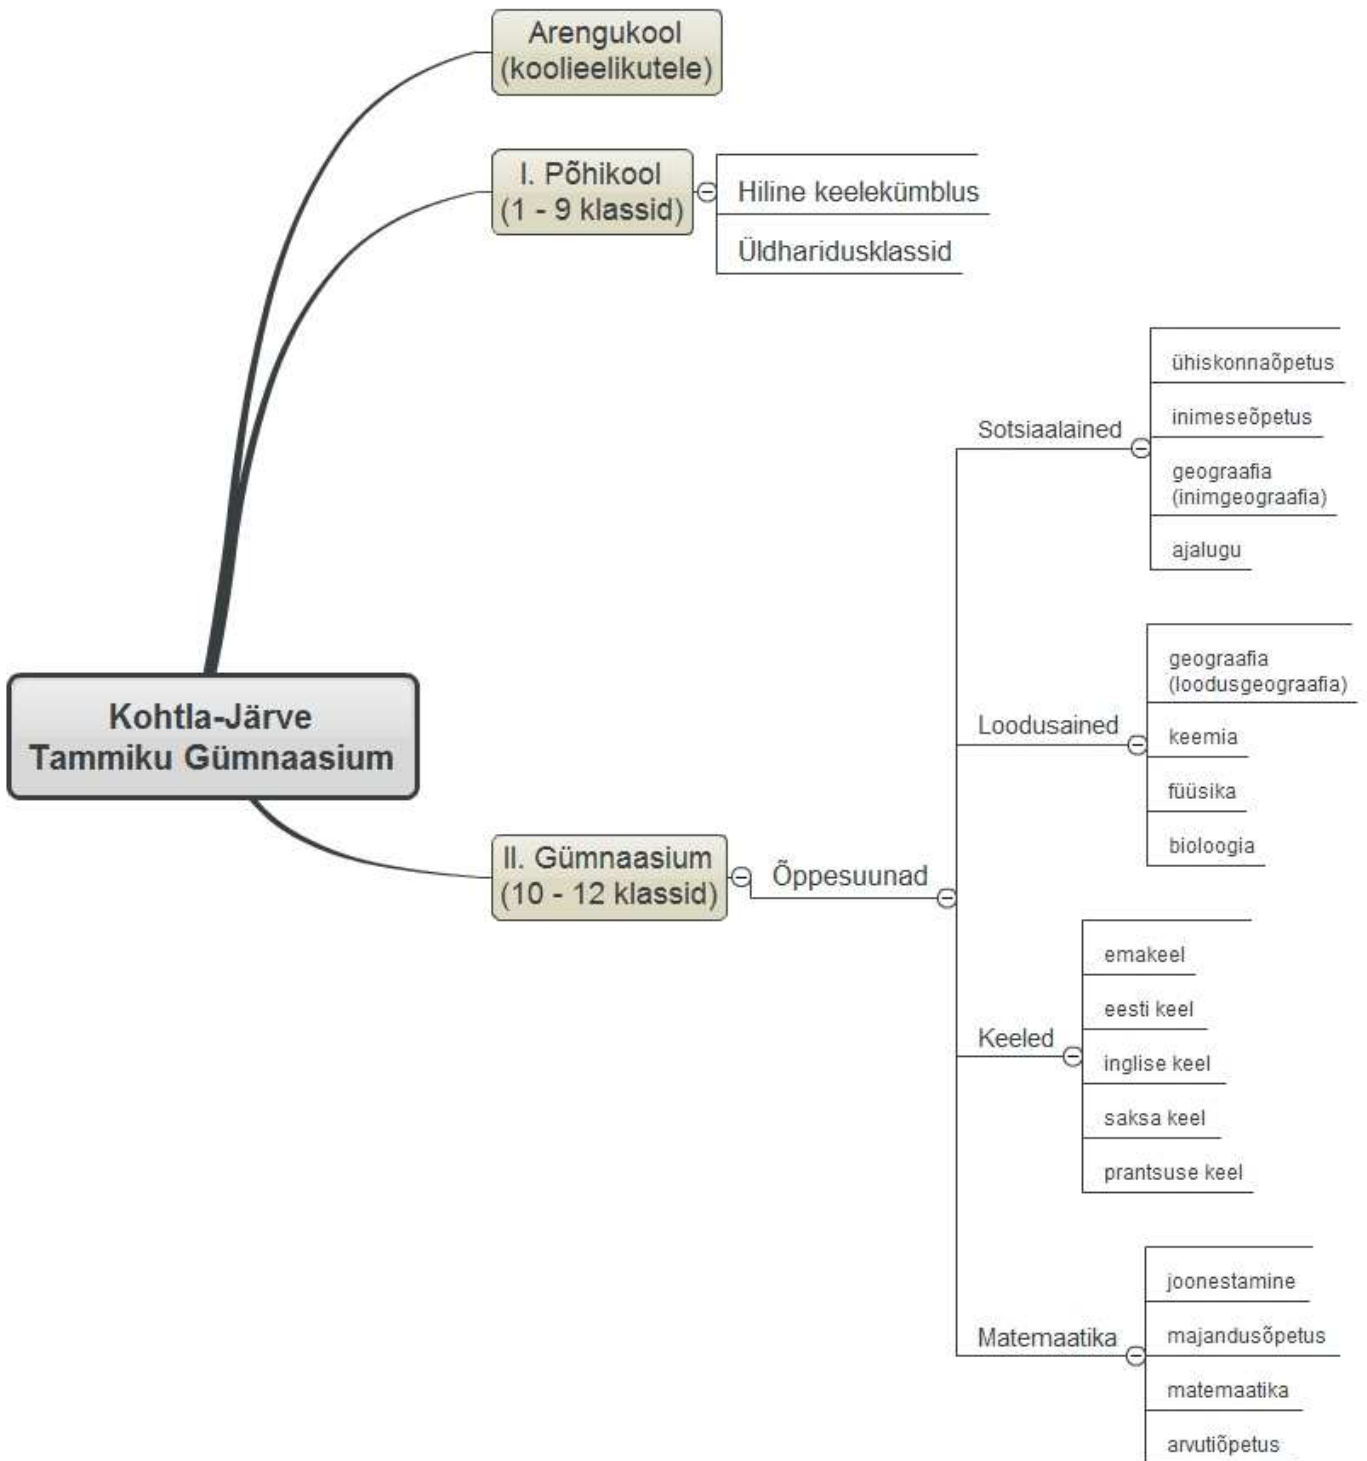 Arengukool
(koolieelikutele)
I. Põhikool
(1 - 9 klassid)
Hiline keelekümblus
Üldharidusklassid
Kohtla-Järve
Tammiku Gümnaasium
II. Gümnaasium
(10 - 12 klassid)
Õppesuunad
Sotsiaalained
ühiskonnaõpetus
inimeseõpetus
geograafia
(inimgeograafia)
ajalugu
Loodusained
geograafia
(loodusgeograafia)
keemia
füüsika
bioloogia
Keeled
emakeel
eesti keel
inglise keel
saksa keel
prantsuse keel
Matemaatika
joonestamine
majandusõpetus
matemaatika
arvutiõpetus